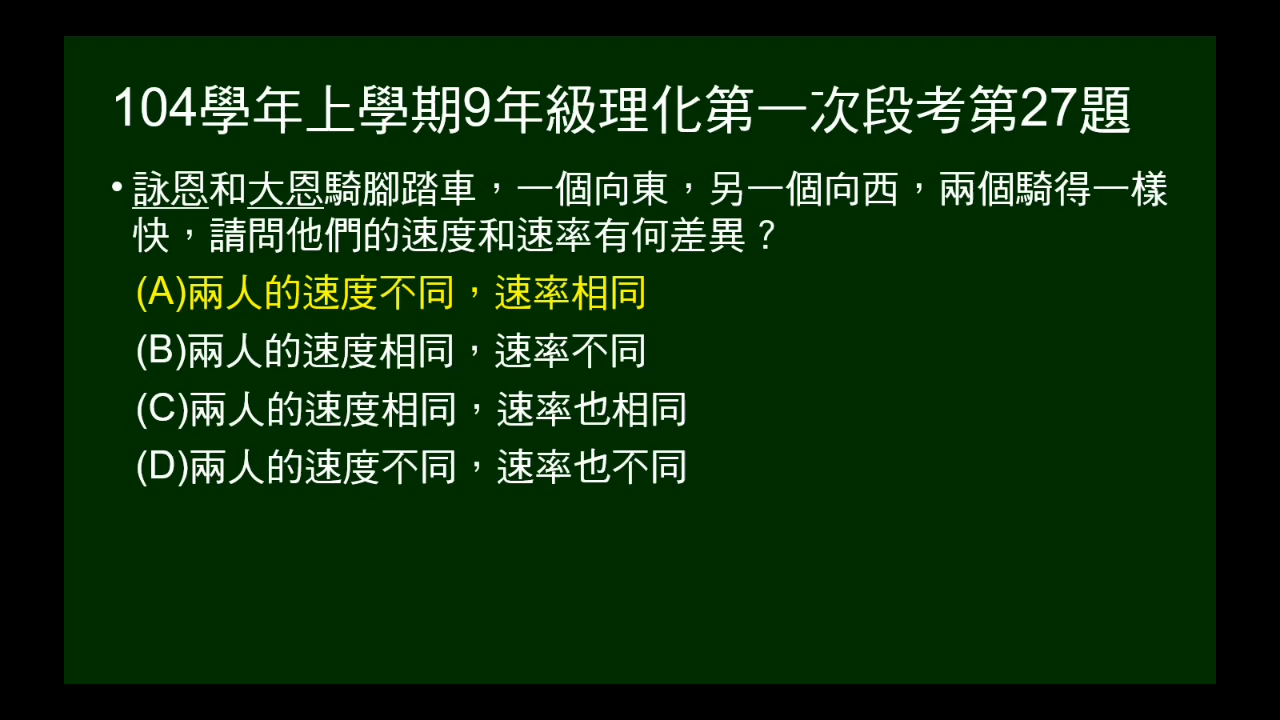 104學年上學期9年級理化第一次段考第27題
•詠恩和大恩騎腳踏車，一個向東，另一個向西，兩個騎得一樣
快，請問他們的速度和速率有何差異？
(A)兩人的速度不同，速率相同
(B)兩人的速度相同，速率不同
(C)兩人的速度相同，速率也相同
(D)兩人的速度不同，速率也不同